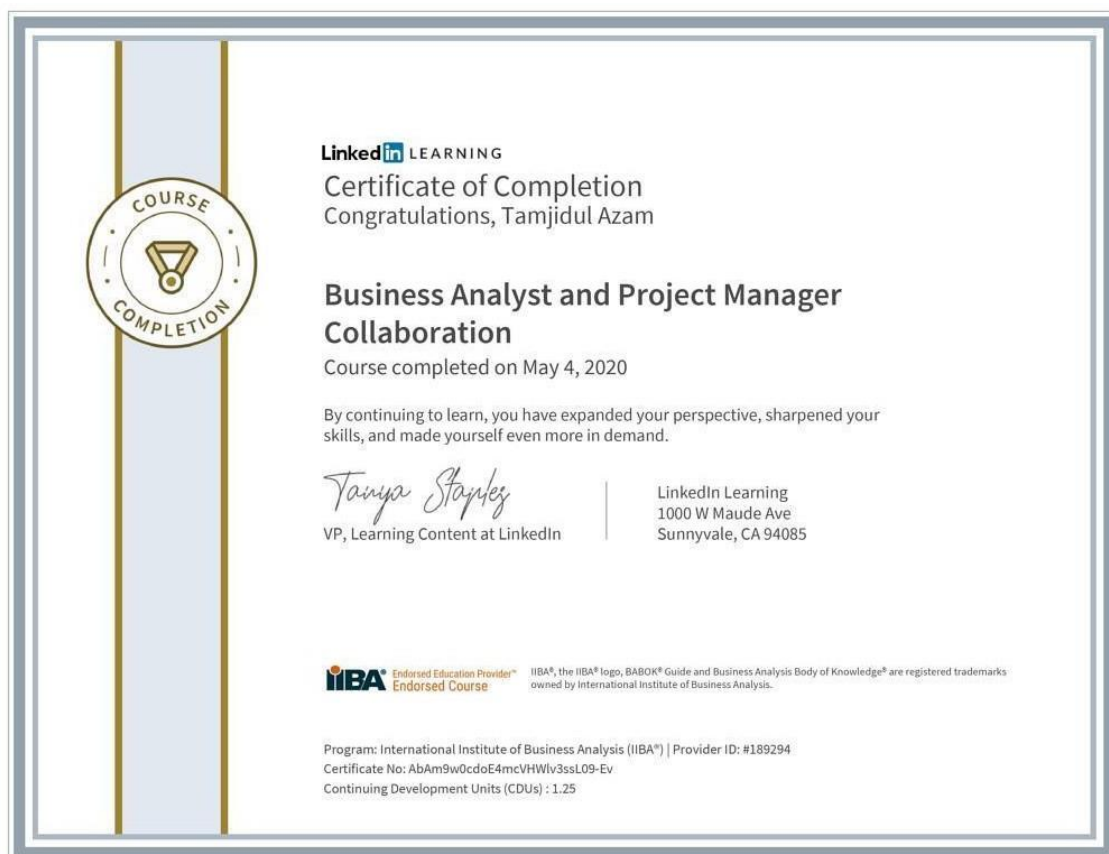 COURSE
COMPLETION
Linked in LEARNING
Certificate of Completion
Congratulations, Tamjidul Azam
Business Analyst and Project Manager
Collaboration
Course completed on May 4, 2020
By continuing to learn, you have expanded your perspective, sharpened your
skills, and made yourself even more in demand.
Tanya Staples
VP, Learning Content at LinkedIn
LinkedIn Learning
1000 W Maude Ave
Sunnyvale, CA 94085
IIBA® Endorsed Education Provider™
Endorsed Course
IIBA®, the IIBA® logo, BABOK® Guide and Business Analysis Body of Knowledge® are registered trademarks
owned by International Institute of Business Analysis.
Program: International Institute of Business Analysis (IIBA®) | Provider ID: #189294
Certificate No: AbAm9w0cdoE4mcVHWlv3ssL09-Ev
Continuing Development Units (CDUs) : 1.25